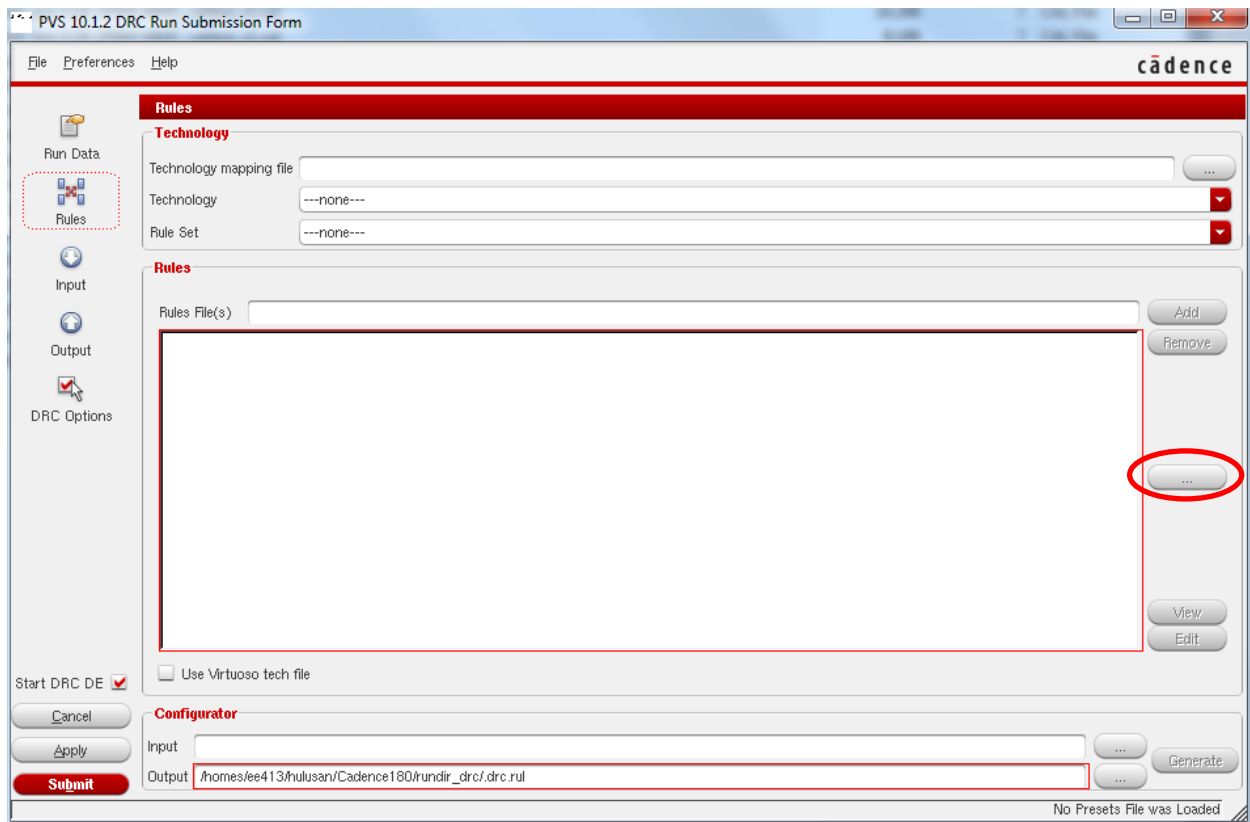 PVS 10.1.2 DRC Run Submission Form
File Preferences Help
cādence
Run Data
Rules
Input
Output
DRC Options
Start DRC DE
Cancel
Apply
Submit
Rules
Technology
Technology mapping file ...
Technology ---none---
Rule Set ---none---
Rules
Rules File(s) Add
Remove
...
View
Edit
Use Virtuoso tech file
Configurator
Input ...
Generate
Output /homes/ee413/hulusan/Cadence180/rundir_drc/.drc.rul ...
No Presets File was Loaded